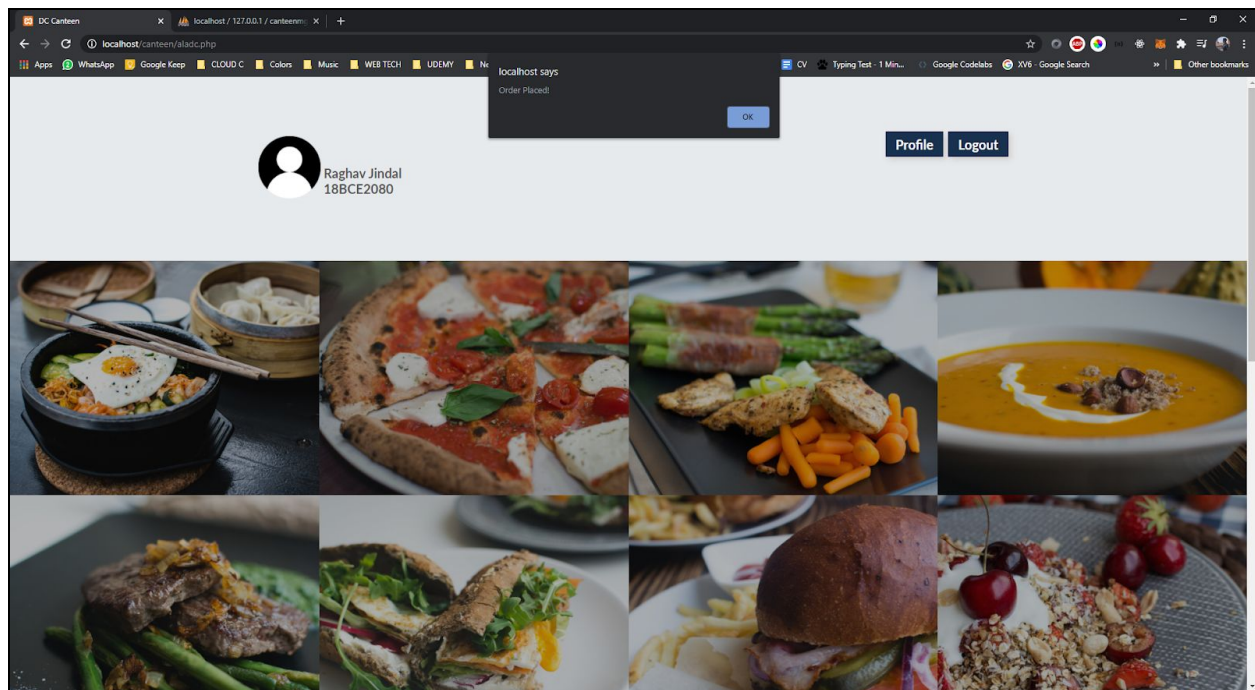 DC Canteen
localhost / 127.0.0.1 / canteenm
localhost/canteen/aladc.php
ABP
Apps WhatsApp Google Keep CLOUD C Colors Music WEB TECH UDEMY Ne CV Typing Test - 1 Min... Google Codelabs XV6 - Google Search » Other bookmarks
localhost says
Order Placed!
OK
Profile Logout
Raghav Jindal
18BCE2080